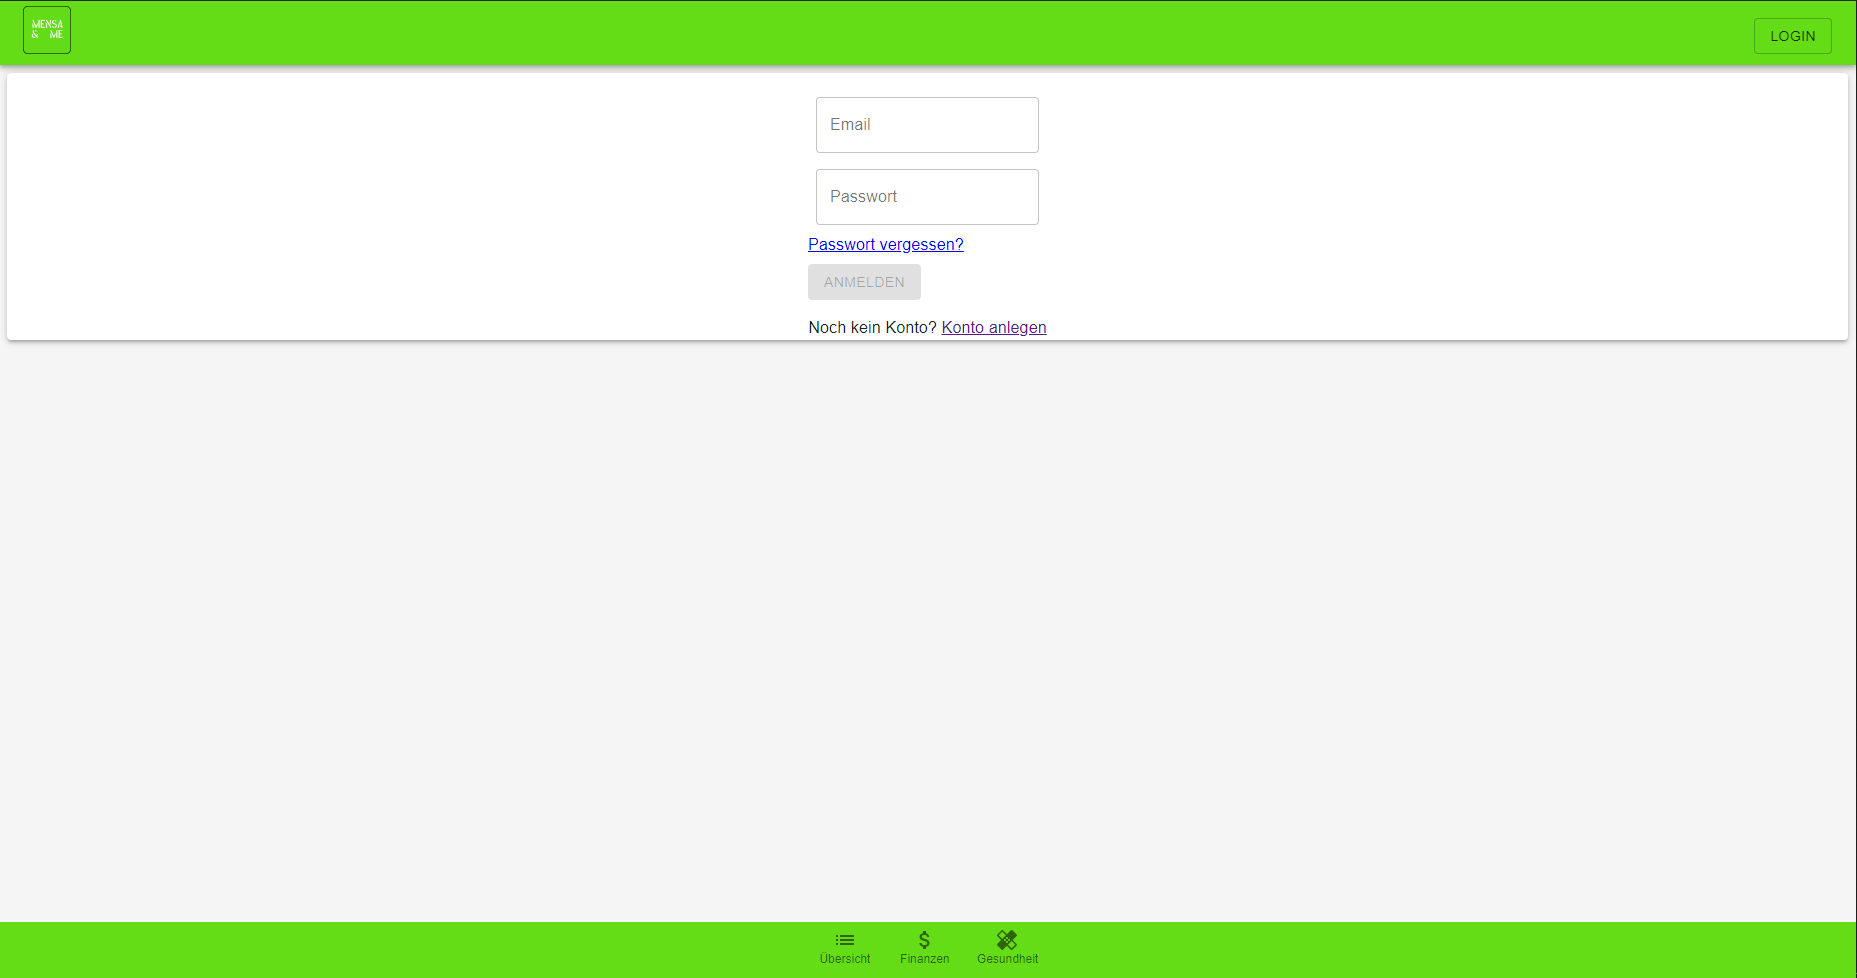 MENSA
& ME
LOGIN
Email
Passwort
Passwort vergessen?
ANMELDEN
Noch kein Konto? Konto anlegen
Übersicht Finanzen Gesundheit